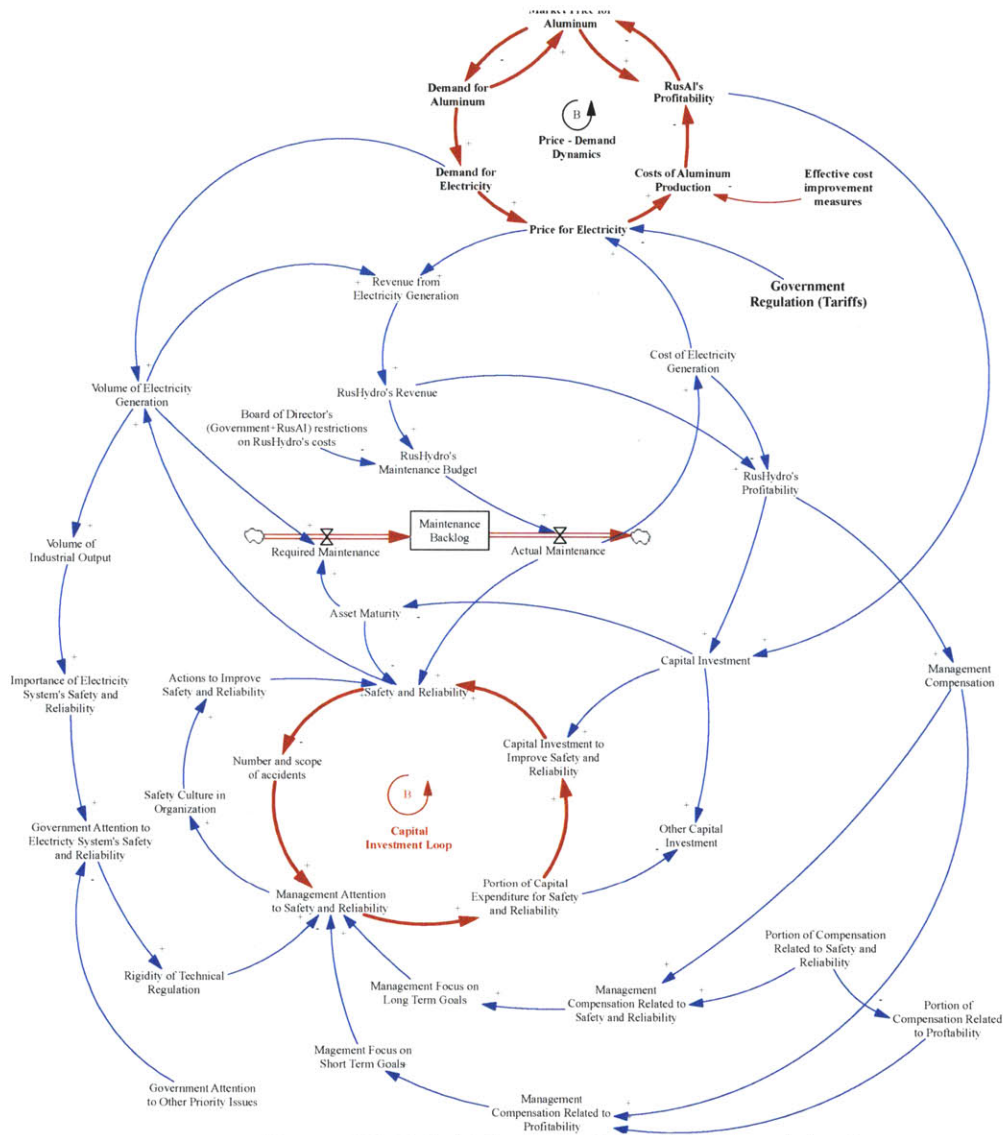 Market Price for
Aluminum
Demand for
Aluminum
RusAl's
Profitability
B
Price - Demand
Dynamics
Demand for
Electricity
Costs of Aluminum
Production
Effective cost
improvement
measures
Price for Electricity
Revenue from
Electricity Generation
Government
Regulation (Tariffs)
Cost of Electricity
Generation
Volume of Electricity
Generation
RusHydro's Revenue
Board of Director's
(Government+RusAl) restrictions
on RusHydro's costs
RusHydro's
Maintenance Budget
RusHydro's
Profitability
Maintenance
Backlog
Required Maintenance
Actual Maintenance
Volume of
Industrial Output
Asset Maturity
Capital Investment
Management
Compensation
Importance of Electricity
System's Safety and
Reliability
Actions to Improve
Safety and Reliability
Safety and Reliability
Number and scope
of accidents
Capital Investment to
Improve Safety and
Reliability
Safety Culture in
Organization
B
Capital
Investment Loop
Government Attention to
Electricty System's Safety
and Reliability
Other Capital
Investment
Management Attention
to Safety and Reliability
Portion of Capital
Expenditure for Safety
and Reliability
Rigidity of Technical
Regulation
Management Focus on
Long Term Goals
Management
Compensation Related to
Safety and Reliability
Portion of Compensation
Related to Safety and
Reliability
Portion of
Compensation Related
to Proftability
Magement Focus on
Short Term Goals
Government Attention
to Other Priority Issues
Management
Compensation Related to
Profitability